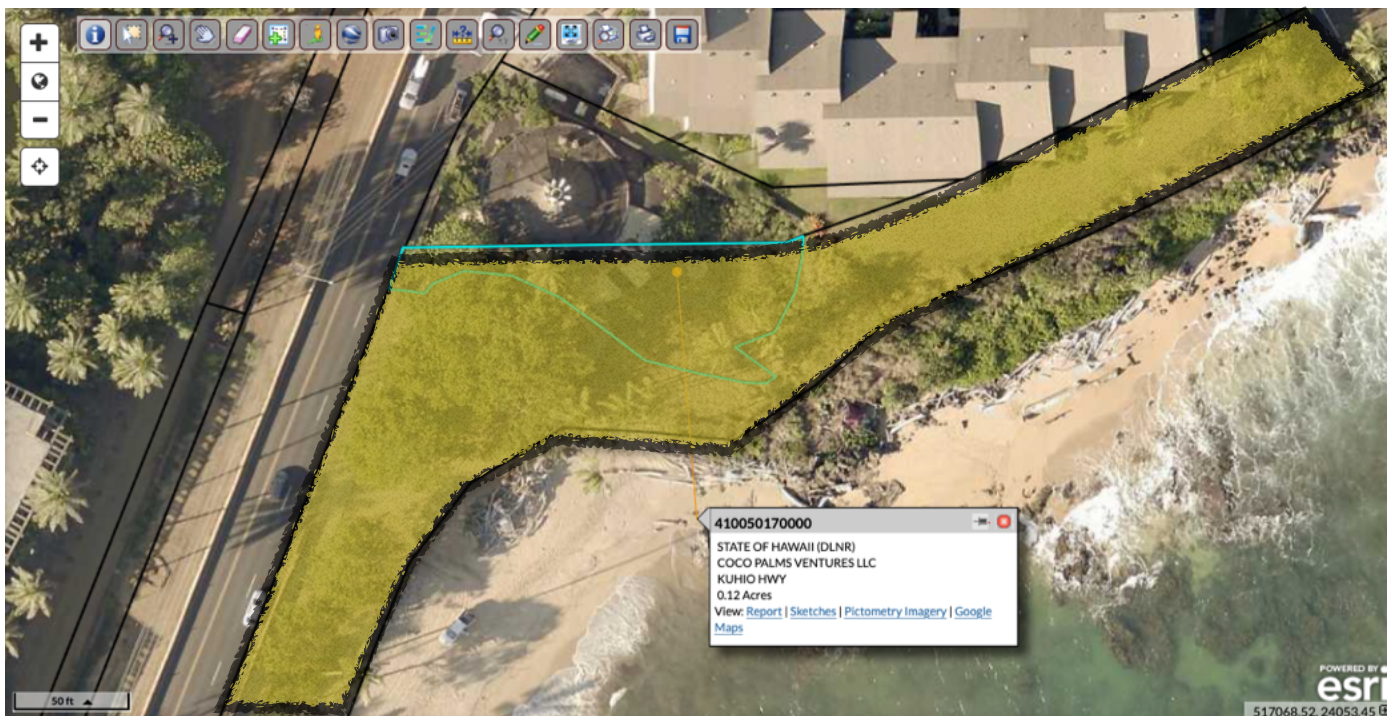 410050170000
STATE OF HAWAII (DLNR)
COCO PALMS VENTURES LLC
KUHIO HWY
0.12 Acres
View: Report | Sketches | Pictometry Imagery | Google
Maps
50 ft
POWERED BY
esri
517068.52, 24053.45